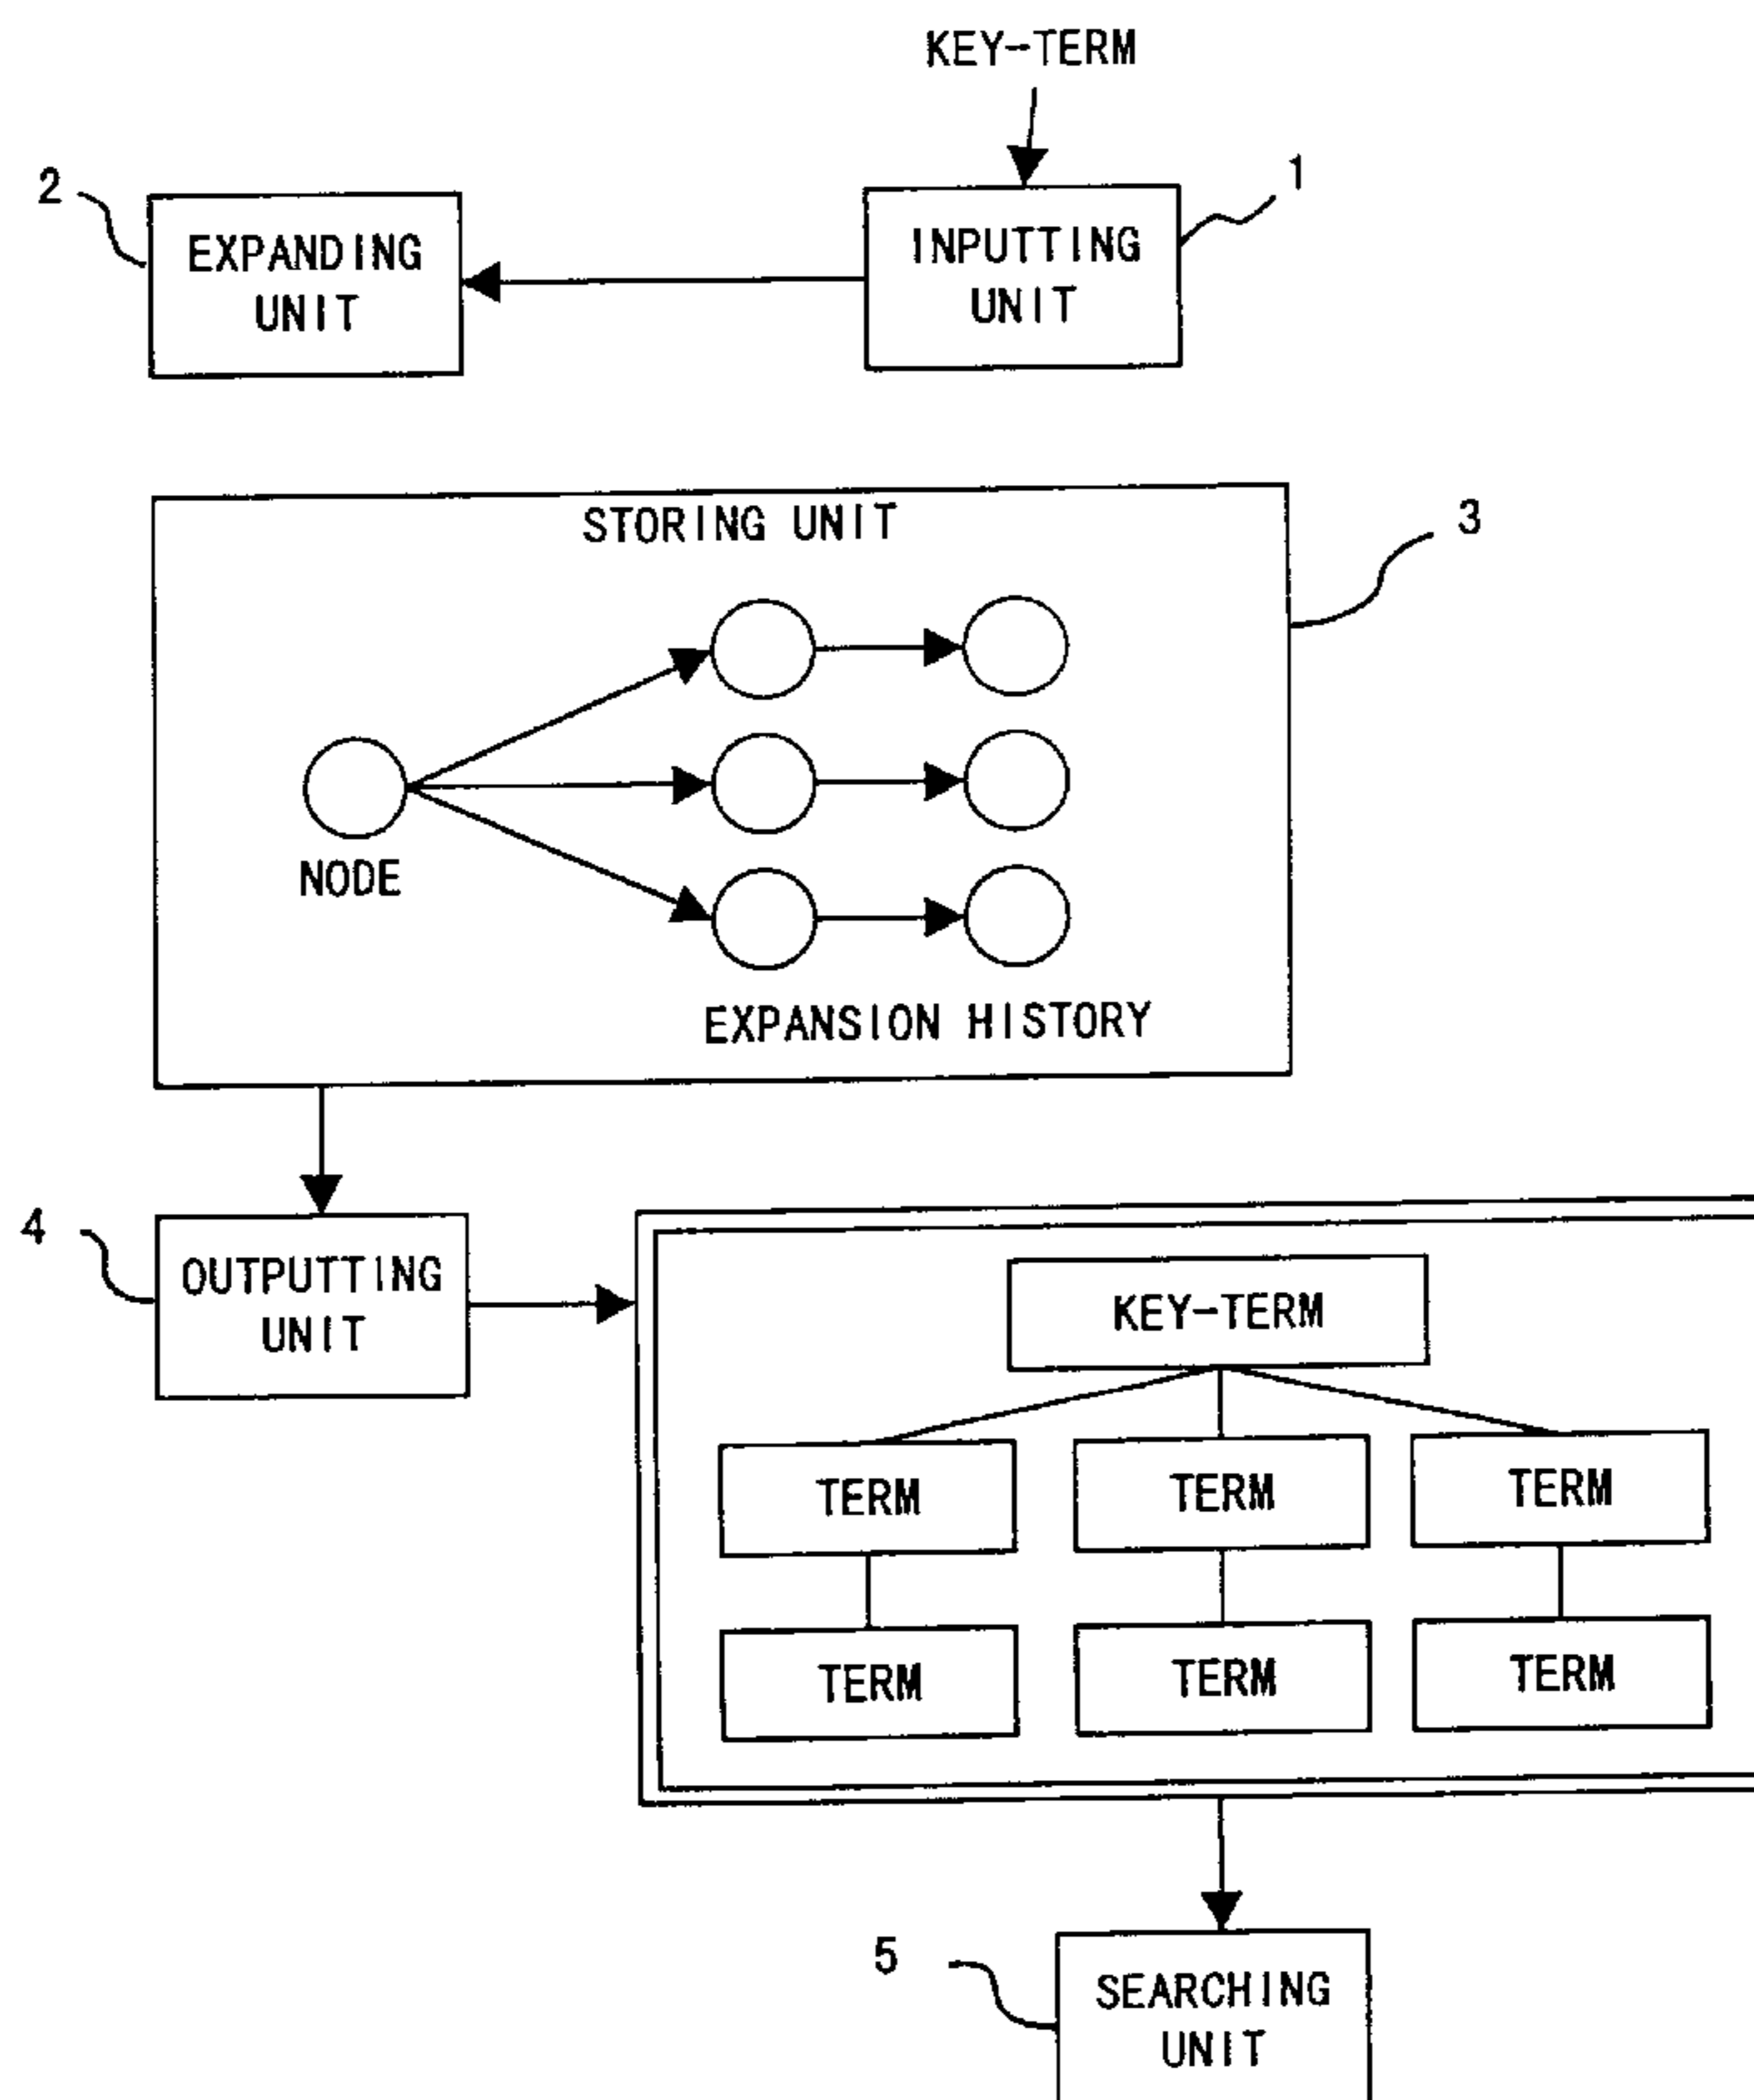 KEY-TERM
2
1
EXPANDING
UNIT
INPUTTING
UNIT
STORING UNIT
3
NODE
EXPANSION HISTORY
4
OUTPUTTING
UNIT
KEY-TERM
TERM TERM TERM
TERM TERM TERM
5
SEARCHING
UNIT